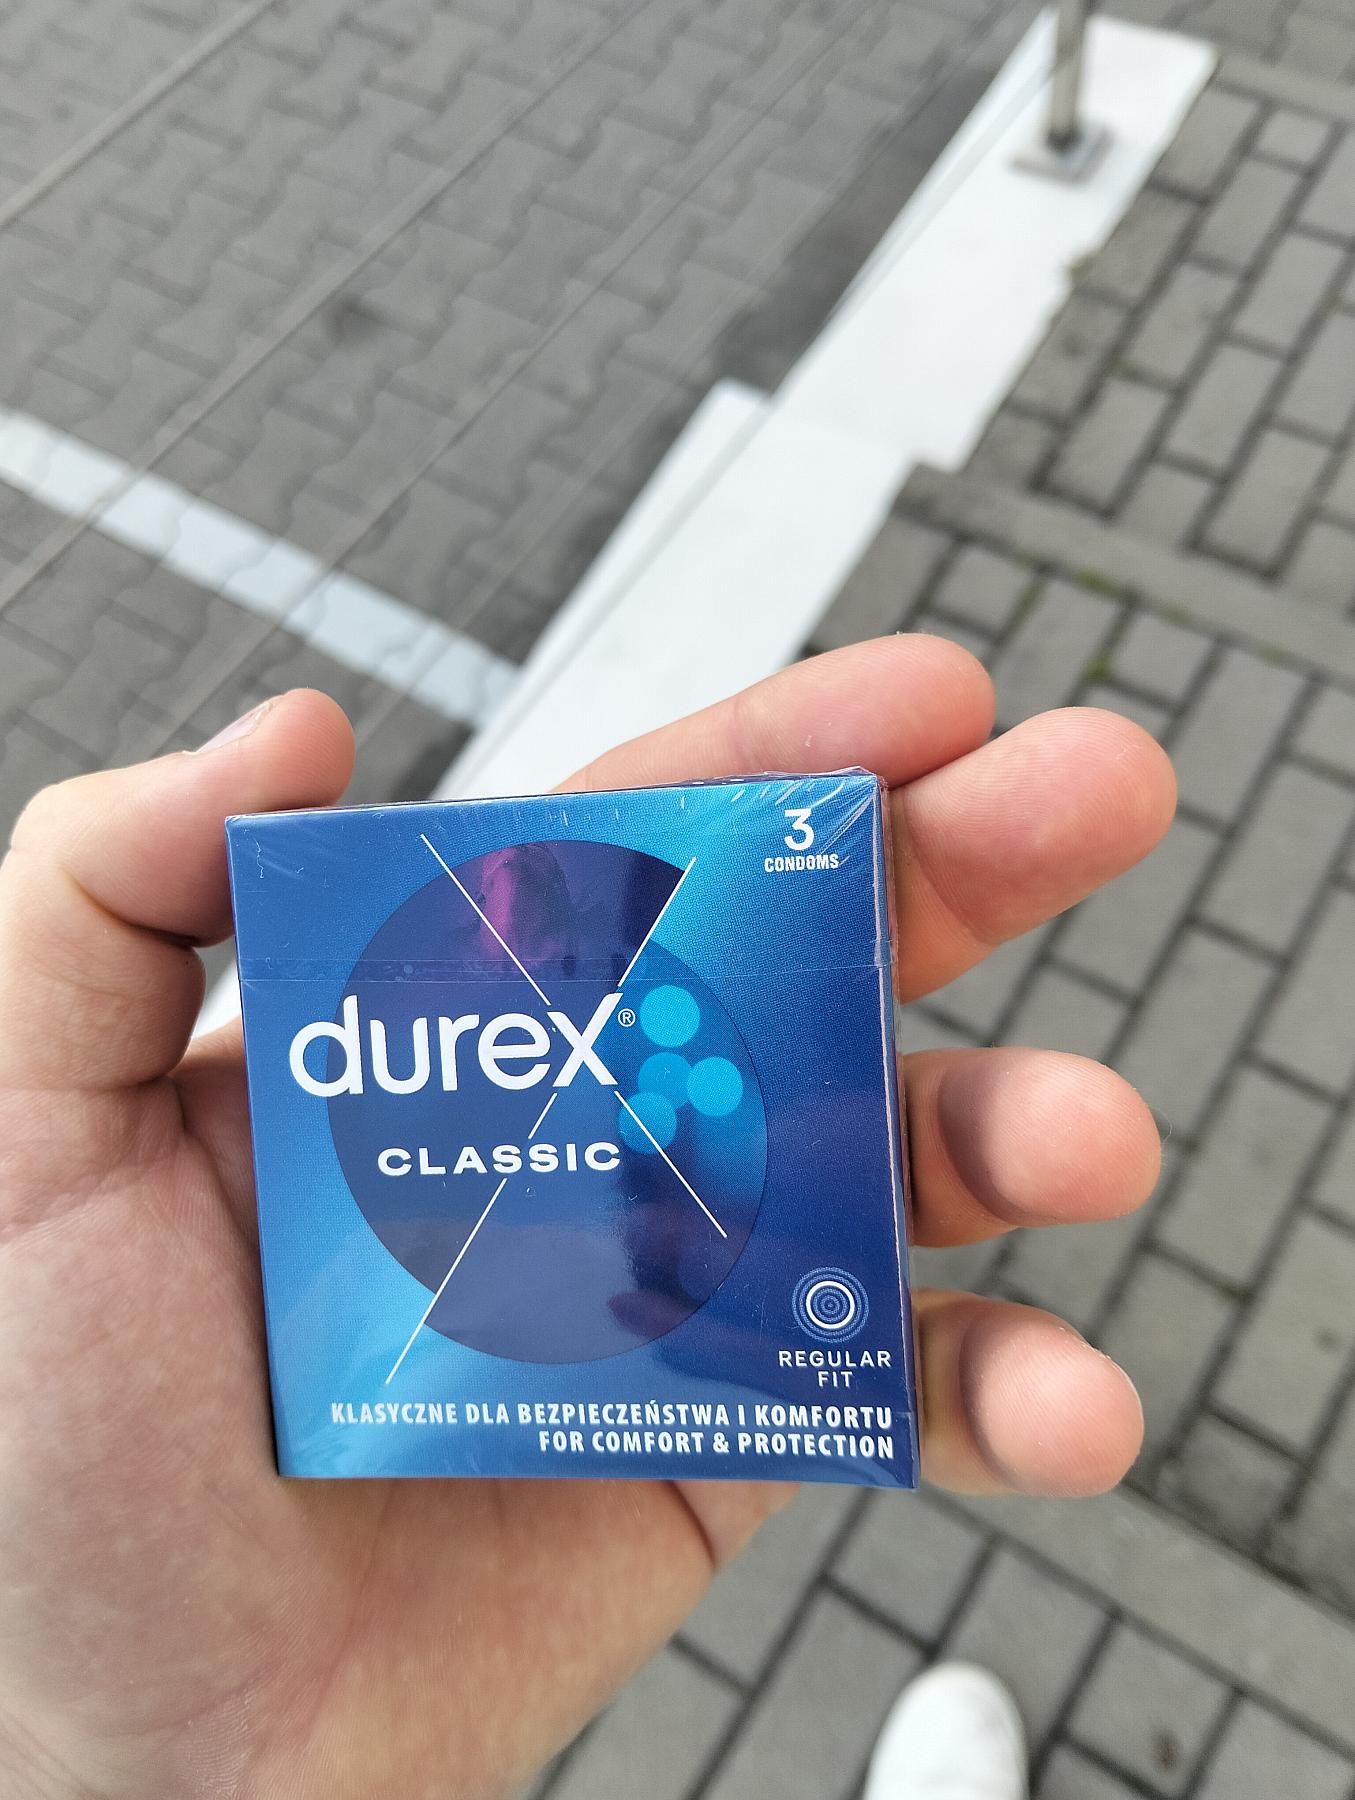 3
CONDOMS
durex®
CLASSIC
REGULAR
FIT
KLASYCZNE DLA BEZPIECZEŃSTWA I KOMFORTU
FOR COMFORT & PROTECTION